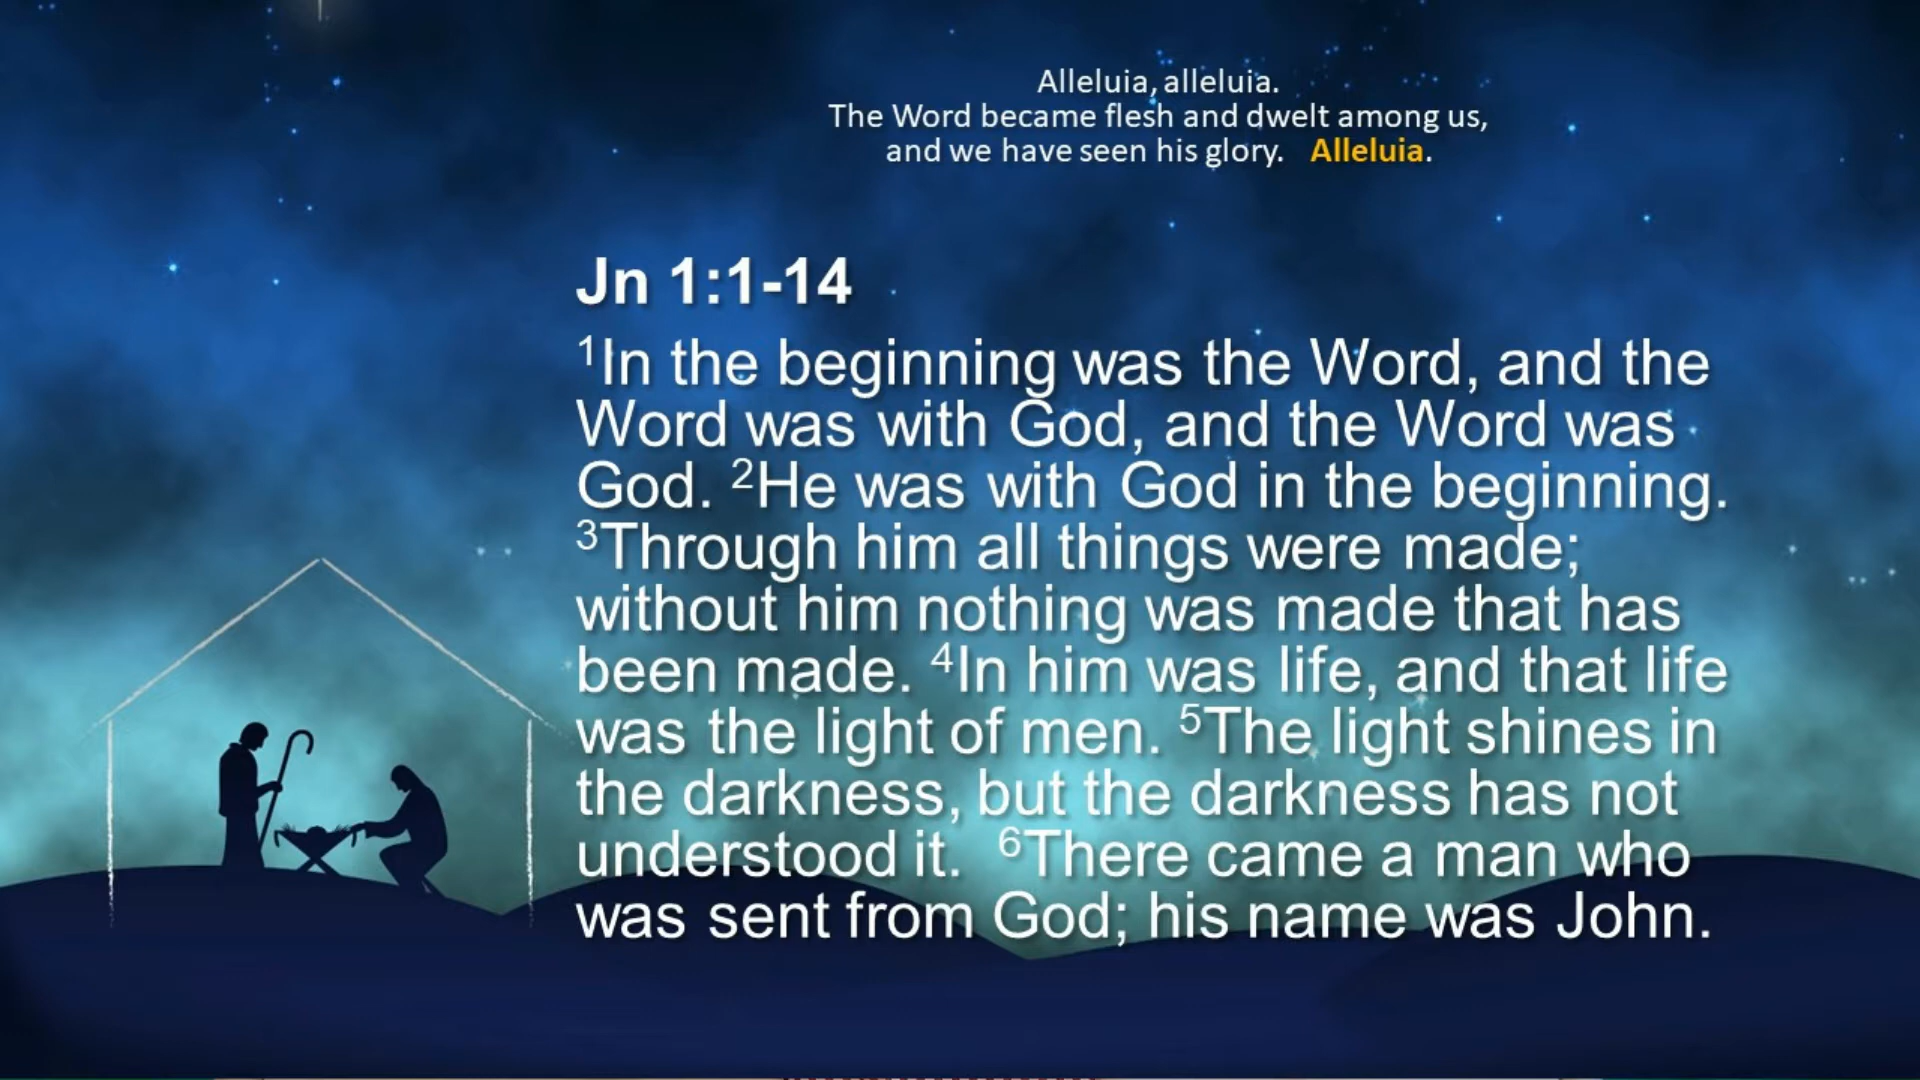 Alleluia, alleluia.
The Word became flesh and dwelt among us,
and we have seen his glory. Alleluia.
Jn 1:1-14
¹In the beginning was the Word, and the
Word was with God, and the Word was
God. ²He was with God in the beginning.
³Through him all things were made;
without him nothing was made that has
been made. ⁴In him was life, and that life
was the light of men. ⁵The light shines in
the darkness, but the darkness has not
understood it. ⁶There came a man who
was sent from God; his name was John.